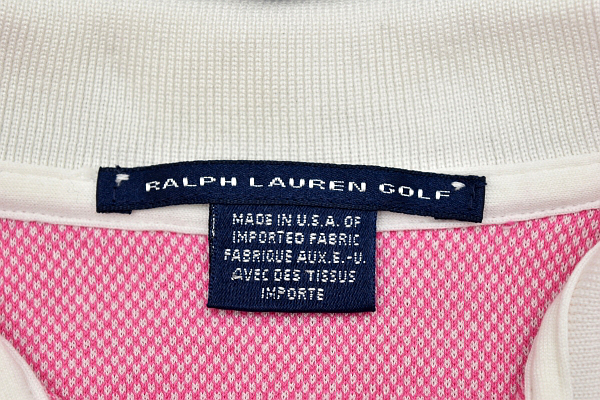 RALPH LAUREN GOLF
MADE IN U.S.A. OF
IMPORTED FABRIC
FABRIQUE AUX.E.-U.
AVEC DES TISSUS
IMPORTE